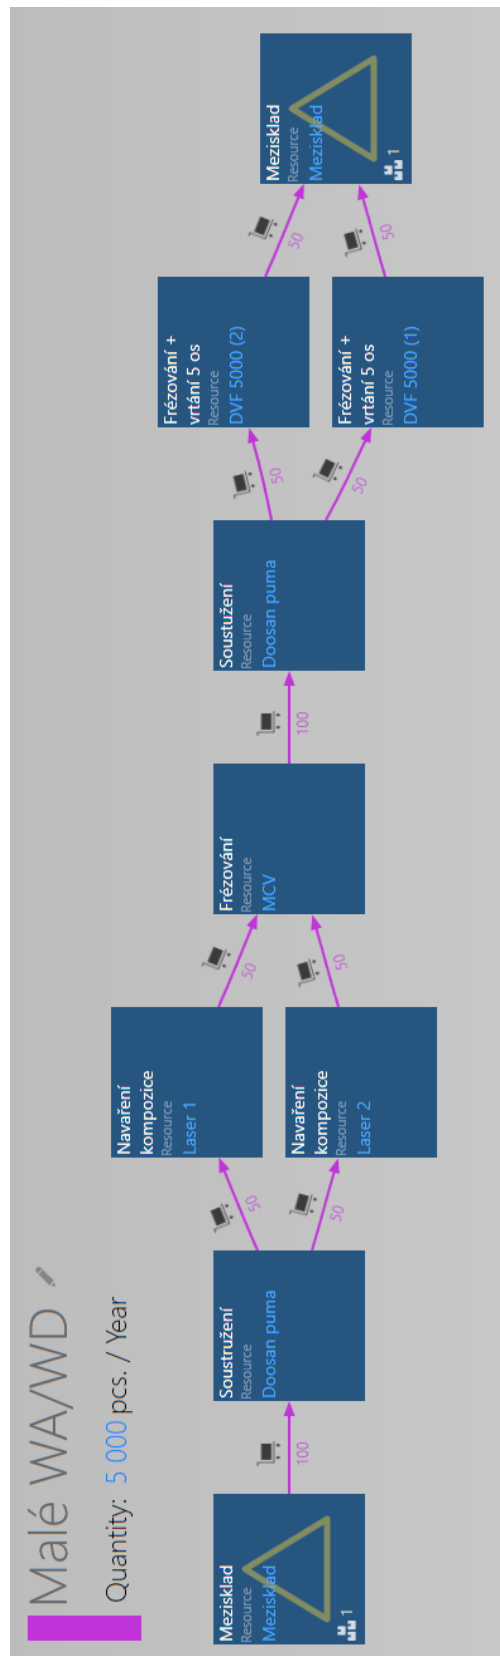 Malé WA/WD
Quantity: 5 000 pcs. / Year
Mezisklad
Resource
Mezisklad
1
100
Soustružení
Resource
Doosan puma
50
50
Navaření
kompozice
Resource
Laser 1
Navaření
kompozice
Resource
Laser 2
50
50
Frézování
Resource
MCV
100
Soustužení
Resource
Doosan puma
50
50
Frézování +
vrtání 5 os
Resource
DVF 5000 (2)
Frézování +
vrtání 5 os
Resource
DVF 5000 (1)
50
50
Mezisklad
Resource
Mezisklad
1